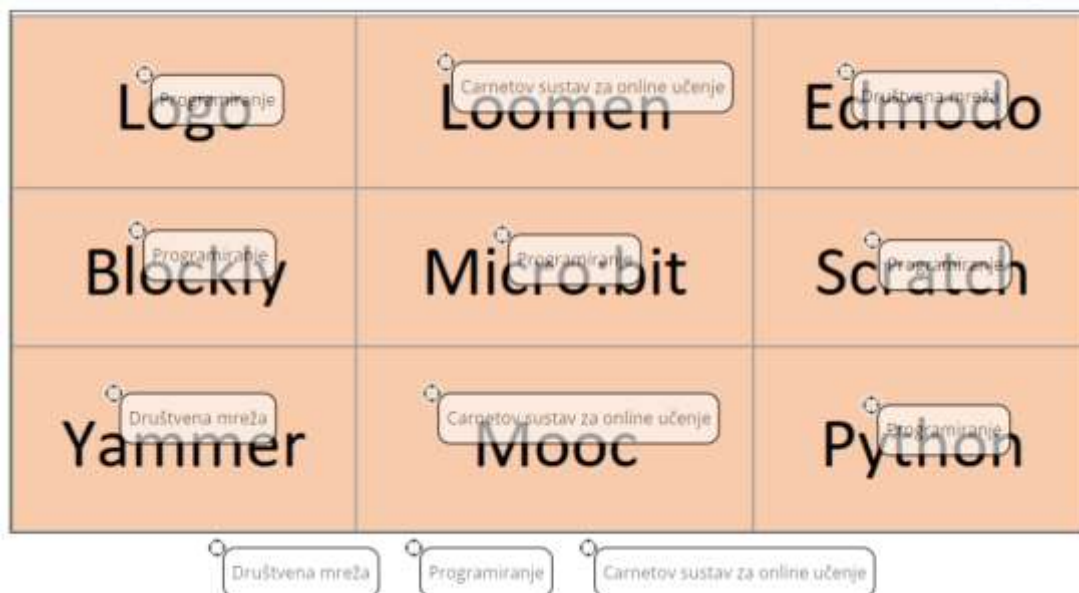 Programiranje
Logo
Carnetov sustav za online učenje
Loomen
Društvena mreža
Edmodo
Programiranje
Blockly
Programiranje
Micro:bit
Programiranje
Scratch
Društvena mreža
Yammer
Carnetov sustav za online učenje
Mooc
Programiranje
Python
Društvena mreža
Programiranje
Carnetov sustav za online učenje